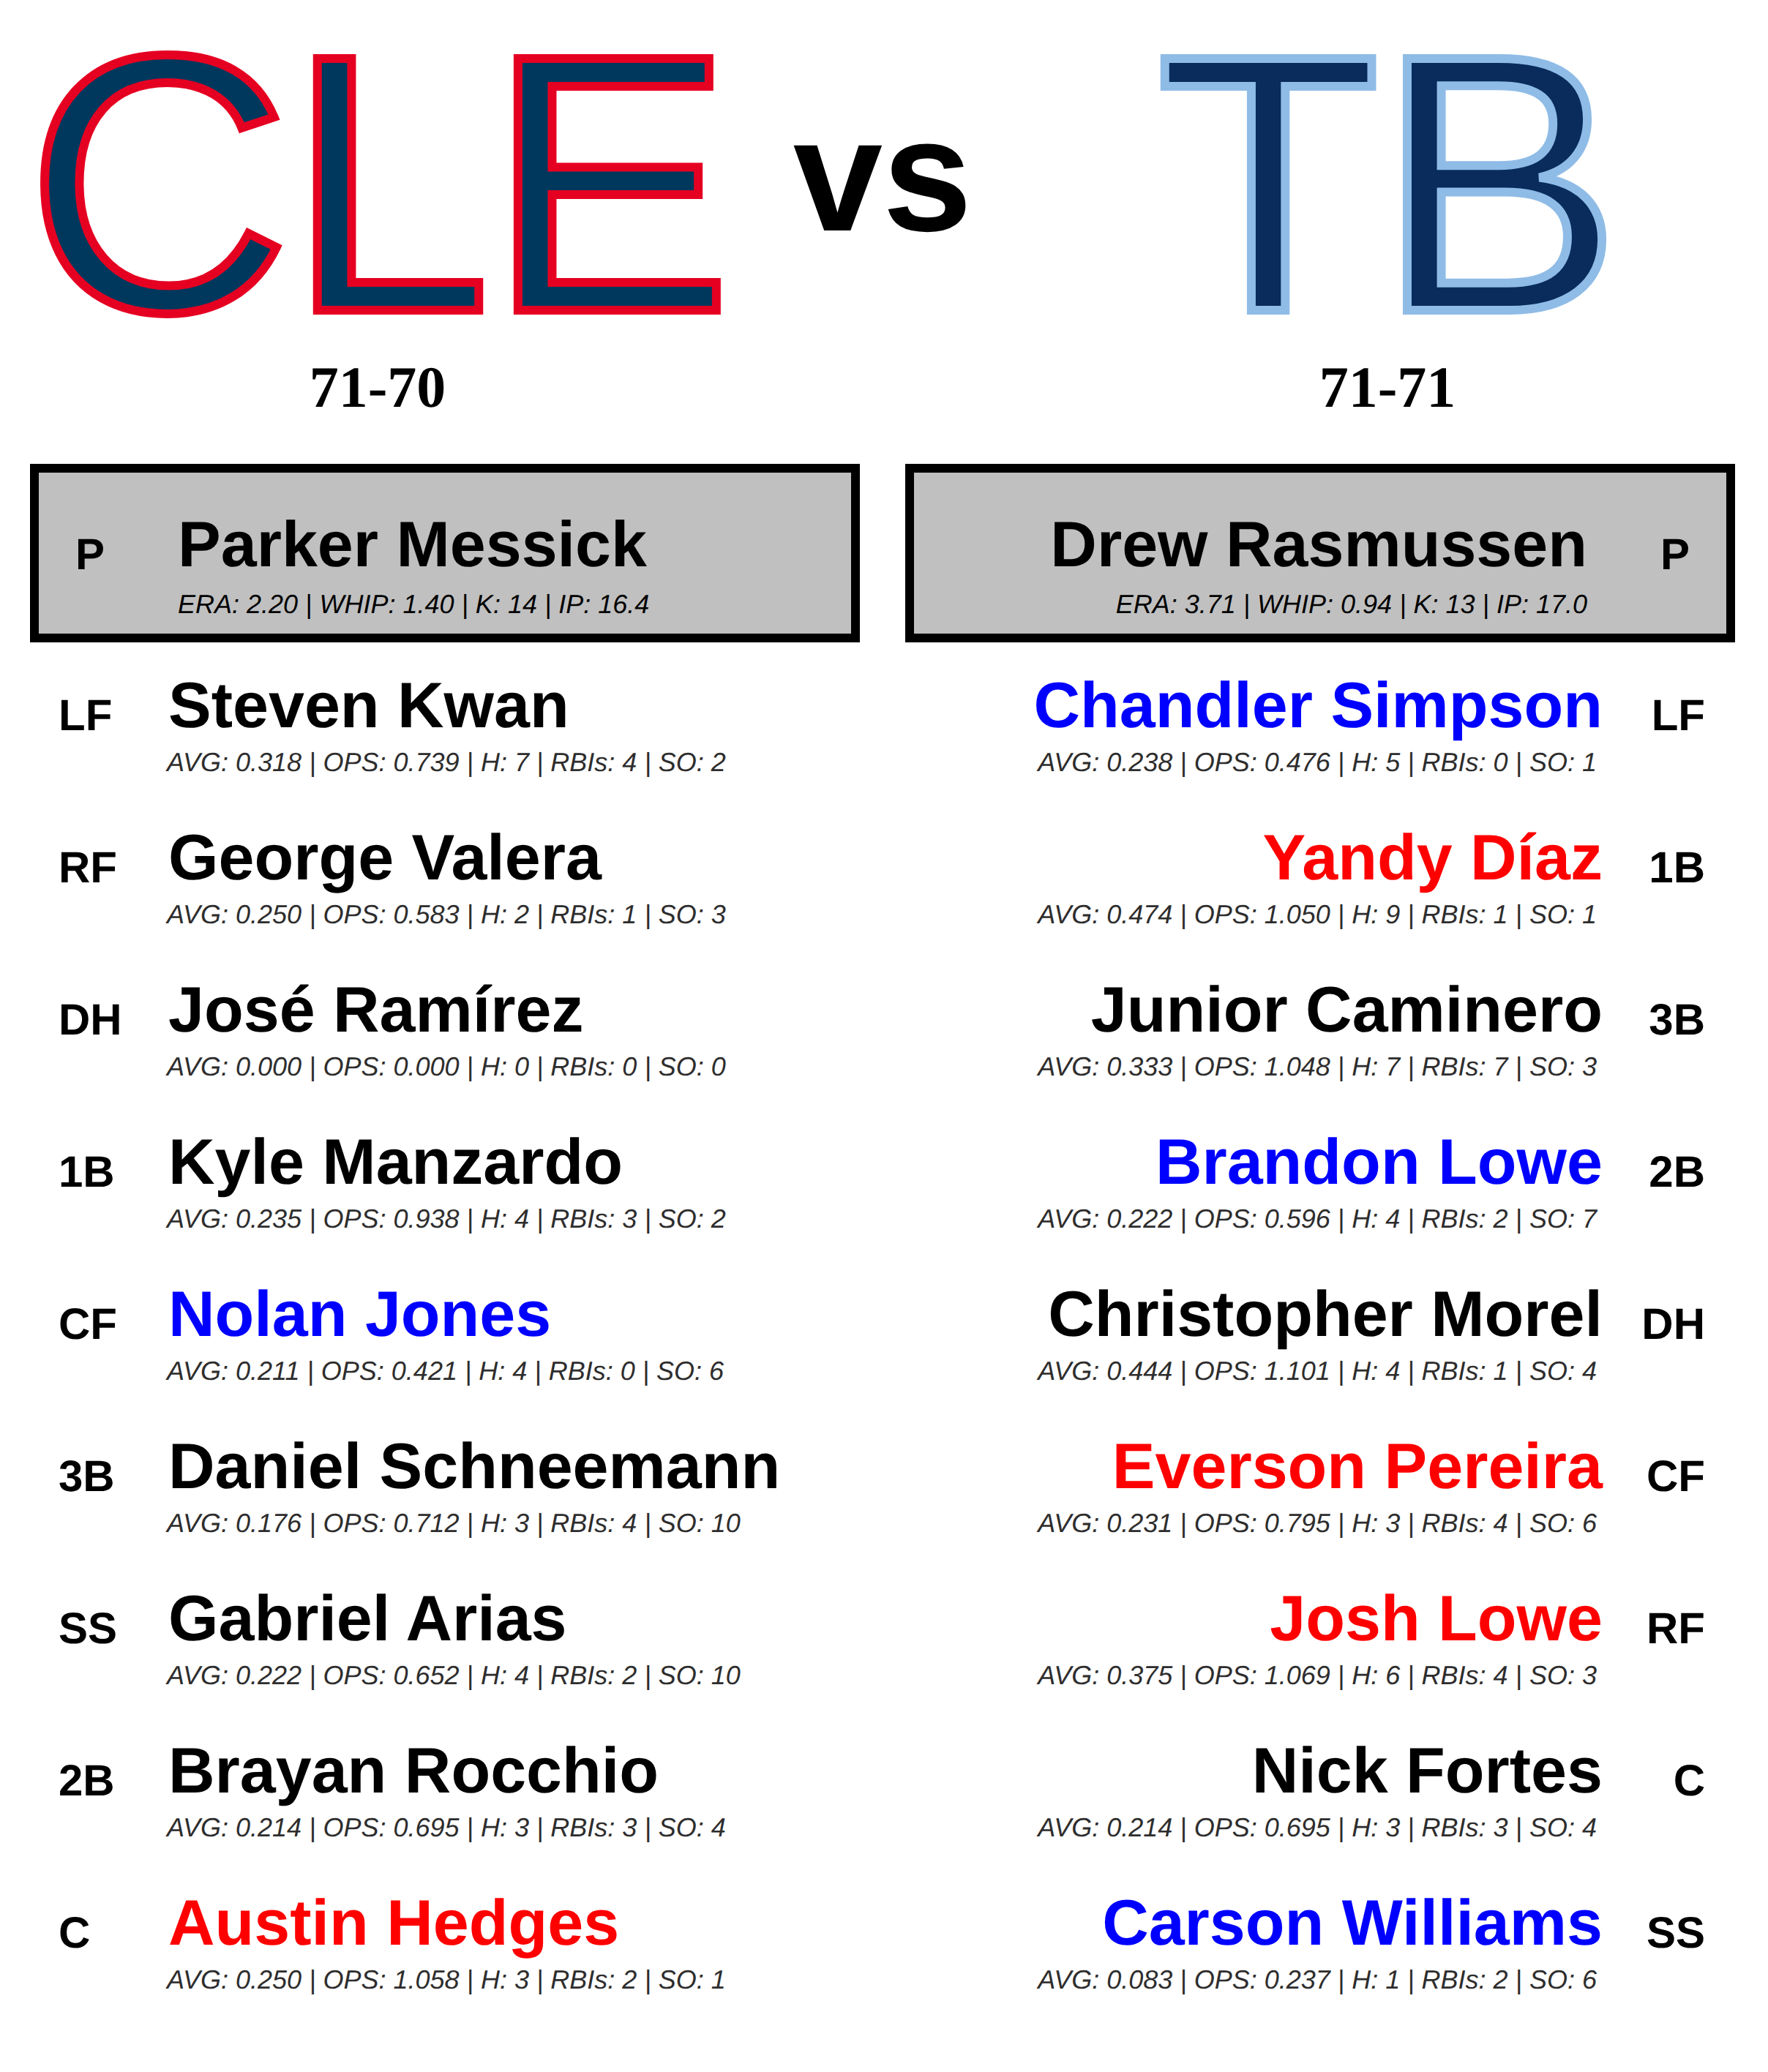 CLE vs TB
71-70 71-71
P Parker Messick
ERA: 2.20 | WHIP: 1.40 | K: 14 | IP: 16.4
Drew Rasmussen P
ERA: 3.71 | WHIP: 0.94 | K: 13 | IP: 17.0
LF Steven Kwan
AVG: 0.318 | OPS: 0.739 | H: 7 | RBIs: 4 | SO: 2
RF George Valera
AVG: 0.250 | OPS: 0.583 | H: 2 | RBIs: 1 | SO: 3
DH José Ramírez
AVG: 0.000 | OPS: 0.000 | H: 0 | RBIs: 0 | SO: 0
1B Kyle Manzardo
AVG: 0.235 | OPS: 0.938 | H: 4 | RBIs: 3 | SO: 2
CF Nolan Jones
AVG: 0.211 | OPS: 0.421 | H: 4 | RBIs: 0 | SO: 6
3B Daniel Schneemann
AVG: 0.176 | OPS: 0.712 | H: 3 | RBIs: 4 | SO: 10
SS Gabriel Arias
AVG: 0.222 | OPS: 0.652 | H: 4 | RBIs: 2 | SO: 10
2B Brayan Rocchio
AVG: 0.214 | OPS: 0.695 | H: 3 | RBIs: 3 | SO: 4
C Austin Hedges
AVG: 0.250 | OPS: 1.058 | H: 3 | RBIs: 2 | SO: 1
Chandler Simpson LF
AVG: 0.238 | OPS: 0.476 | H: 5 | RBIs: 0 | SO: 1
Yandy Díaz 1B
AVG: 0.474 | OPS: 1.050 | H: 9 | RBIs: 1 | SO: 1
Junior Caminero 3B
AVG: 0.333 | OPS: 1.048 | H: 7 | RBIs: 7 | SO: 3
Brandon Lowe 2B
AVG: 0.222 | OPS: 0.596 | H: 4 | RBIs: 2 | SO: 7
Christopher Morel DH
AVG: 0.444 | OPS: 1.101 | H: 4 | RBIs: 1 | SO: 4
Everson Pereira CF
AVG: 0.231 | OPS: 0.795 | H: 3 | RBIs: 4 | SO: 6
Josh Lowe RF
AVG: 0.375 | OPS: 1.069 | H: 6 | RBIs: 4 | SO: 3
Nick Fortes C
AVG: 0.214 | OPS: 0.695 | H: 3 | RBIs: 3 | SO: 4
Carson Williams SS
AVG: 0.083 | OPS: 0.237 | H: 1 | RBIs: 2 | SO: 6